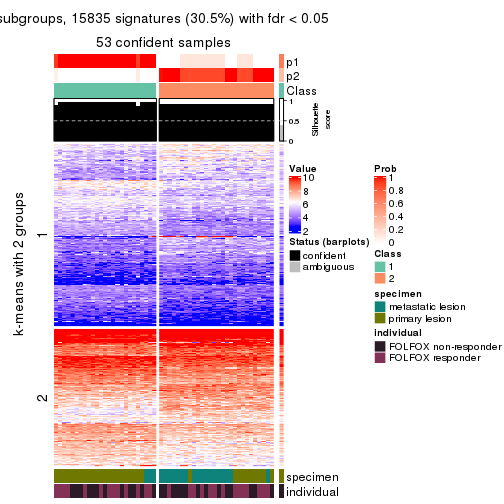 subgroups, 15835 signatures (30.5%) with fdr < 0.05
53 confident samples
p1
p2
Class
1
0.5
0
Silhouette
score
k-means with 2 groups
1
2
specimen
individual
Value
10
8
6
4
2
Status (barplots)
confident
ambiguous
Prob
1
0.8
0.6
0.4
0.2
0
Class
1
2
specimen
metastatic lesion
primary lesion
individual
FOLFOX non-responder
FOLFOX responder